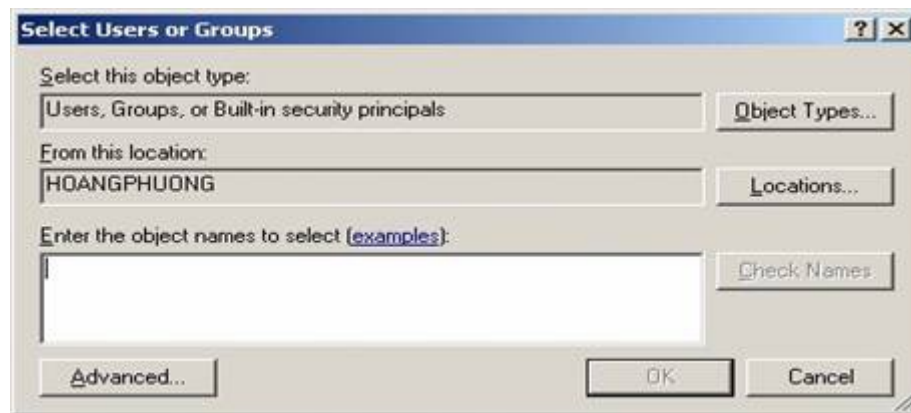 Select Users or Groups
Select this object type:
Users, Groups, or Built-in security principals
Object Types...
From this location:
HOANGPHUONG
Locations...
Enter the object names to select (examples):
Check Names
Advanced...
OK
Cancel